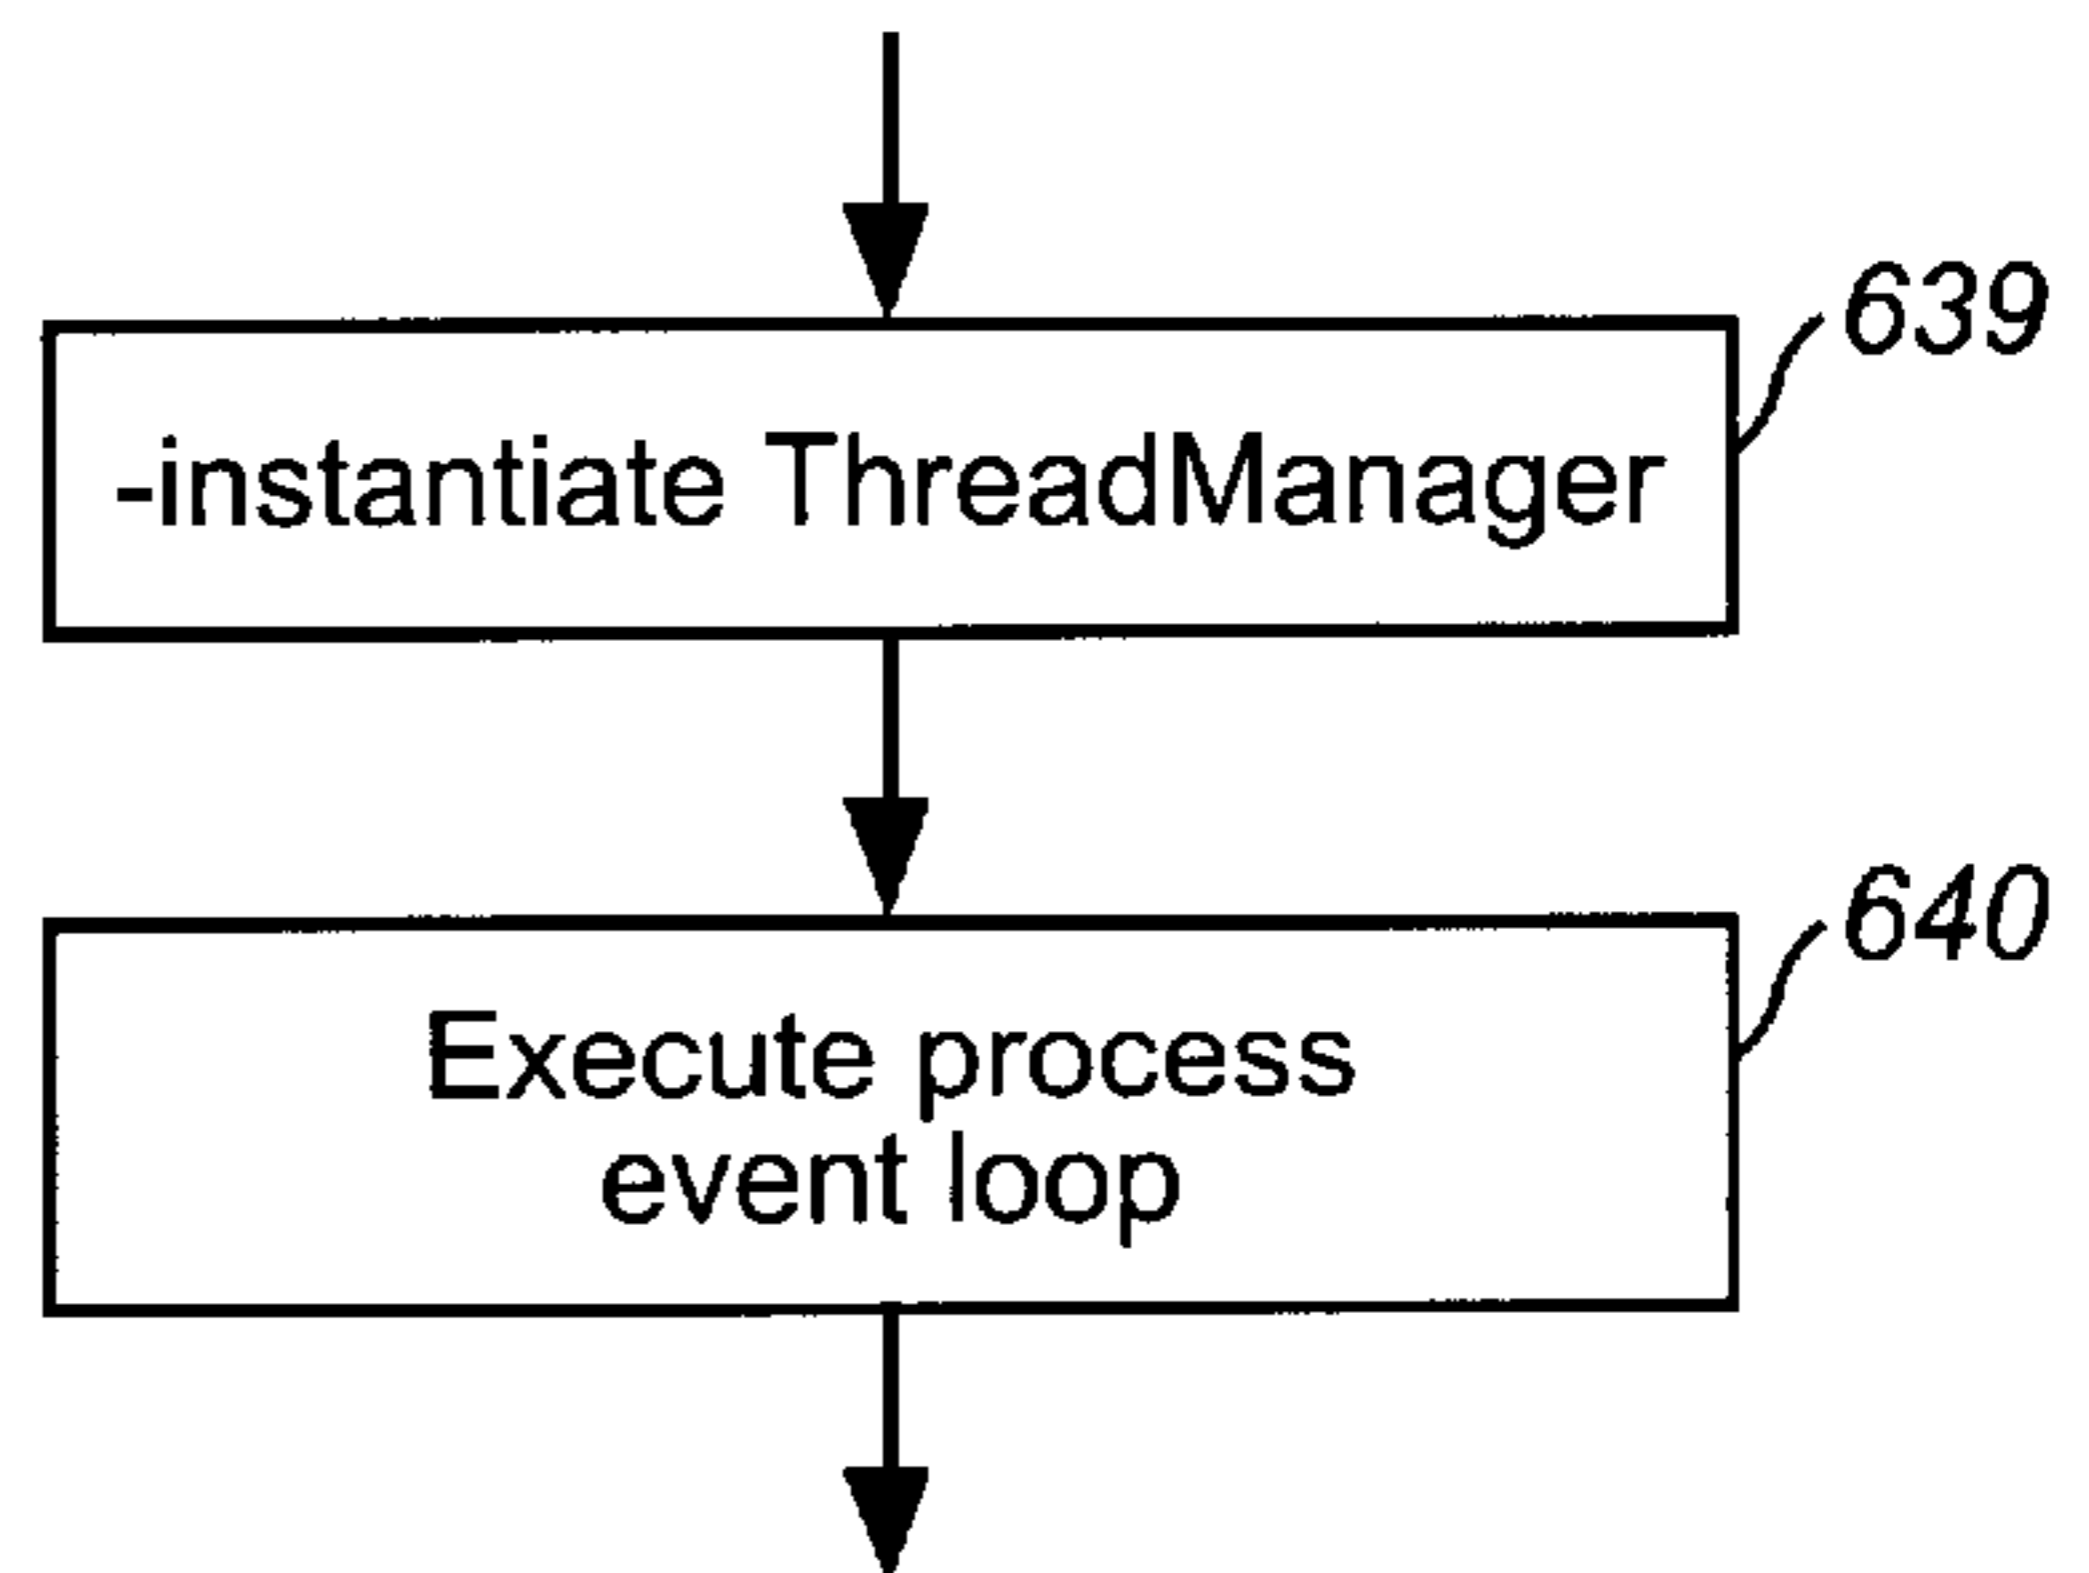 639
-instantiate ThreadManager
640
Execute process
event loop